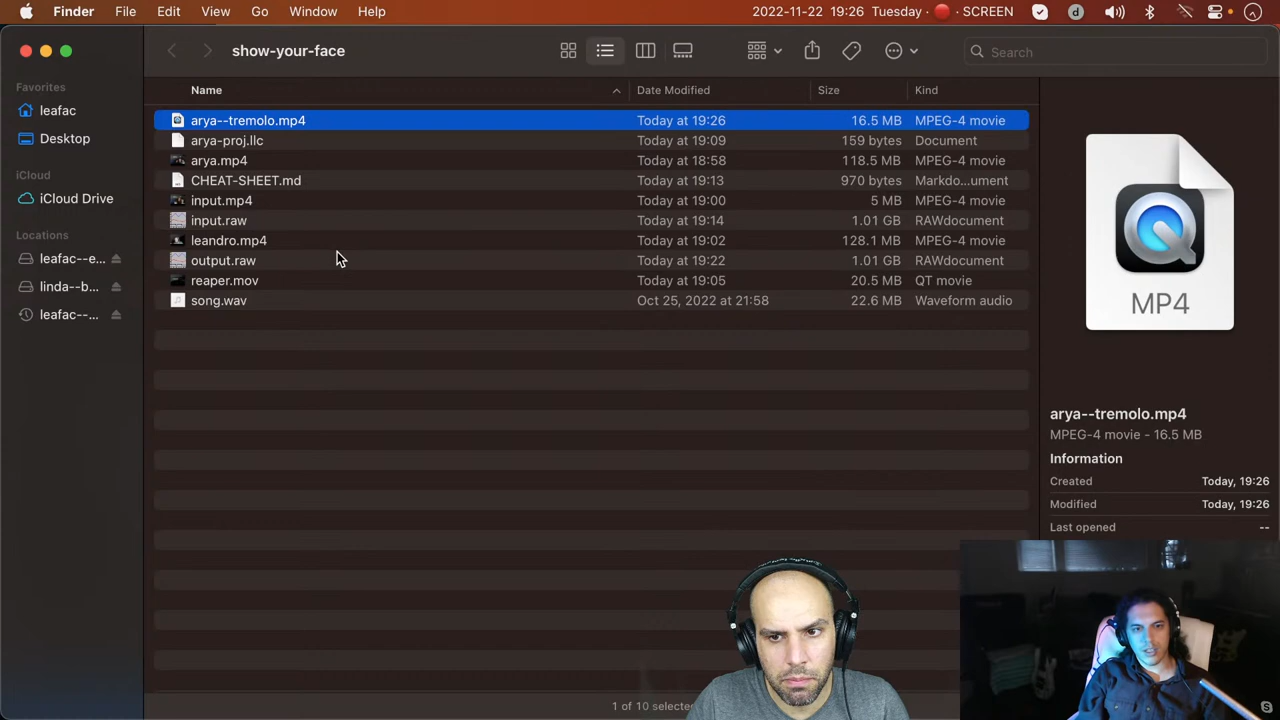 Finder File Edit View Go Window Help 2022-11-22 19:26 Tuesday 🔴 SCREEN
show-your-face
Search
Favorites
leafac
Desktop
iCloud
iCloud Drive
Locations
leafac--e...
linda--b...
leafac--...
Name Date Modified Size Kind
arya--tremolo.mp4 Today at 19:26 16.5 MB MPEG-4 movie
arya-proj.llc Today at 19:09 159 bytes Document
arya.mp4 Today at 18:58 118.5 MB MPEG-4 movie
CHEAT-SHEET.md Today at 19:13 970 bytes Markdo...ument
input.mp4 Today at 19:00 5 MB MPEG-4 movie
input.raw Today at 19:14 1.01 GB RAWdocument
leandro.mp4 Today at 19:02 128.1 MB MPEG-4 movie
output.raw Today at 19:22 1.01 GB RAWdocument
reaper.mov Today at 19:05 20.5 MB QT movie
song.wav Oct 25, 2022 at 21:58 22.6 MB Waveform audio
MP4
arya--tremolo.mp4
MPEG-4 movie - 16.5 MB
Information
Created Today, 19:26
Modified Today, 19:26
Last opened --
1 of 10 selecte